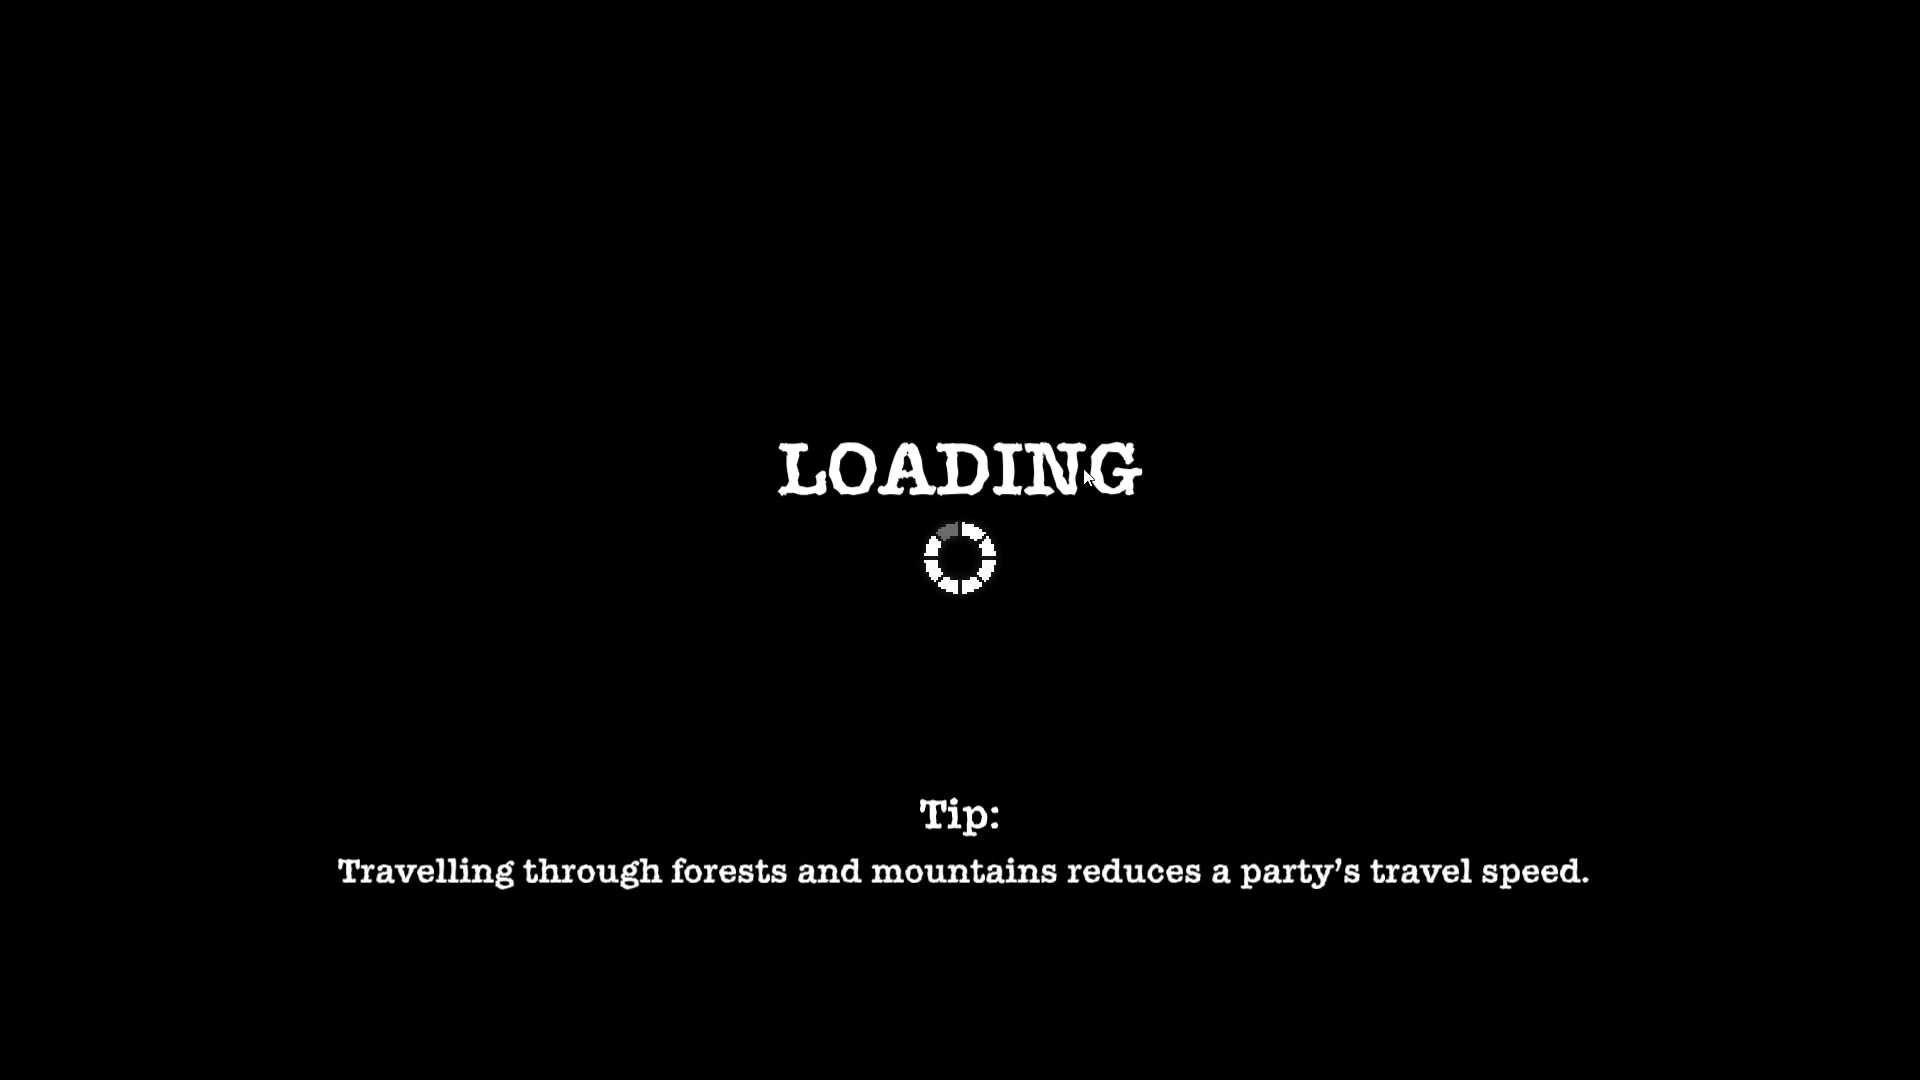 LOADING
Tip:
Travelling through forests and mountains reduces a party's travel speed.